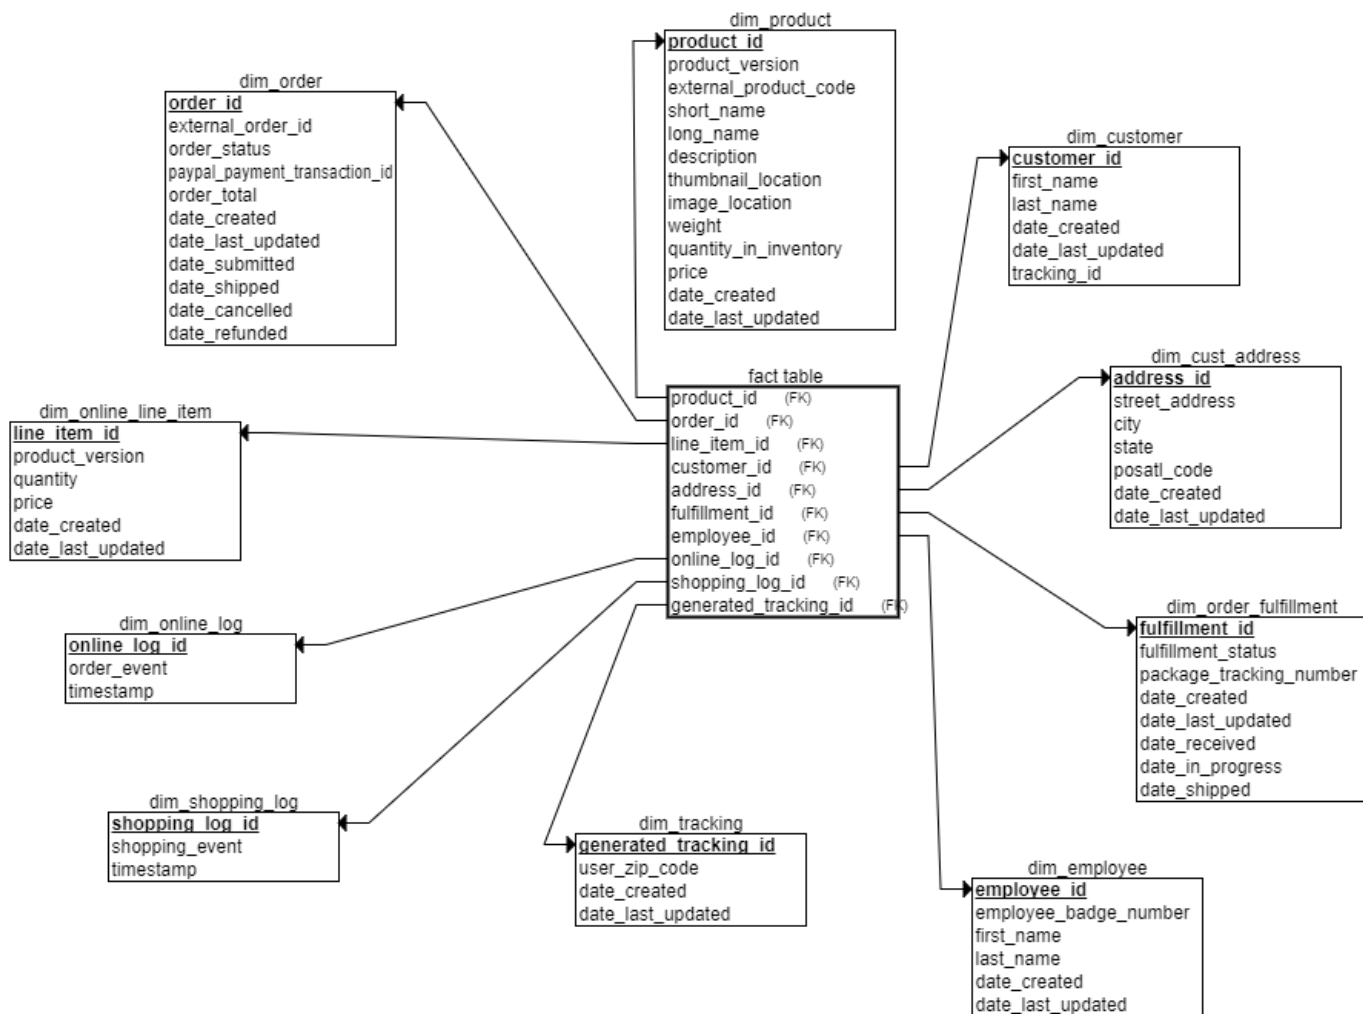 dim_product
product_id
product_version
external_product_code
short_name
long_name
description
thumbnail_location
image_location
weight
quantity_in_inventory
price
date_created
date_last_updated
dim_order
order_id
external_order_id
order_status
paypal_payment_transaction_id
order_total
date_created
date_last_updated
date_submitted
date_shipped
date_cancelled
date_refunded
dim_customer
customer_id
first_name
last_name
date_created
date_last_updated
tracking_id
dim_cust_address
address_id
street_address
city
state
posatl_code
date_created
date_last_updated
fact table
product_id (FK)
order_id (FK)
line_item_id (FK)
customer_id (FK)
address_id (FK)
fulfillment_id (FK)
employee_id (FK)
online_log_id (FK)
shopping_log_id (FK)
generated_tracking_id (FK)
dim_online_line_item
line_item_id
product_version
quantity
price
date_created
date_last_updated
dim_online_log
online_log_id
order_event
timestamp
dim_order_fulfillment
fulfillment_id
fulfillment_status
package_tracking_number
date_created
date_last_updated
date_received
date_in_progress
date_shipped
dim_shopping_log
shopping_log_id
shopping_event
timestamp
dim_tracking
generated_tracking_id
user_zip_code
date_created
date_last_updated
dim_employee
employee_id
employee_badge_number
first_name
last_name
date_created
date_last_updated